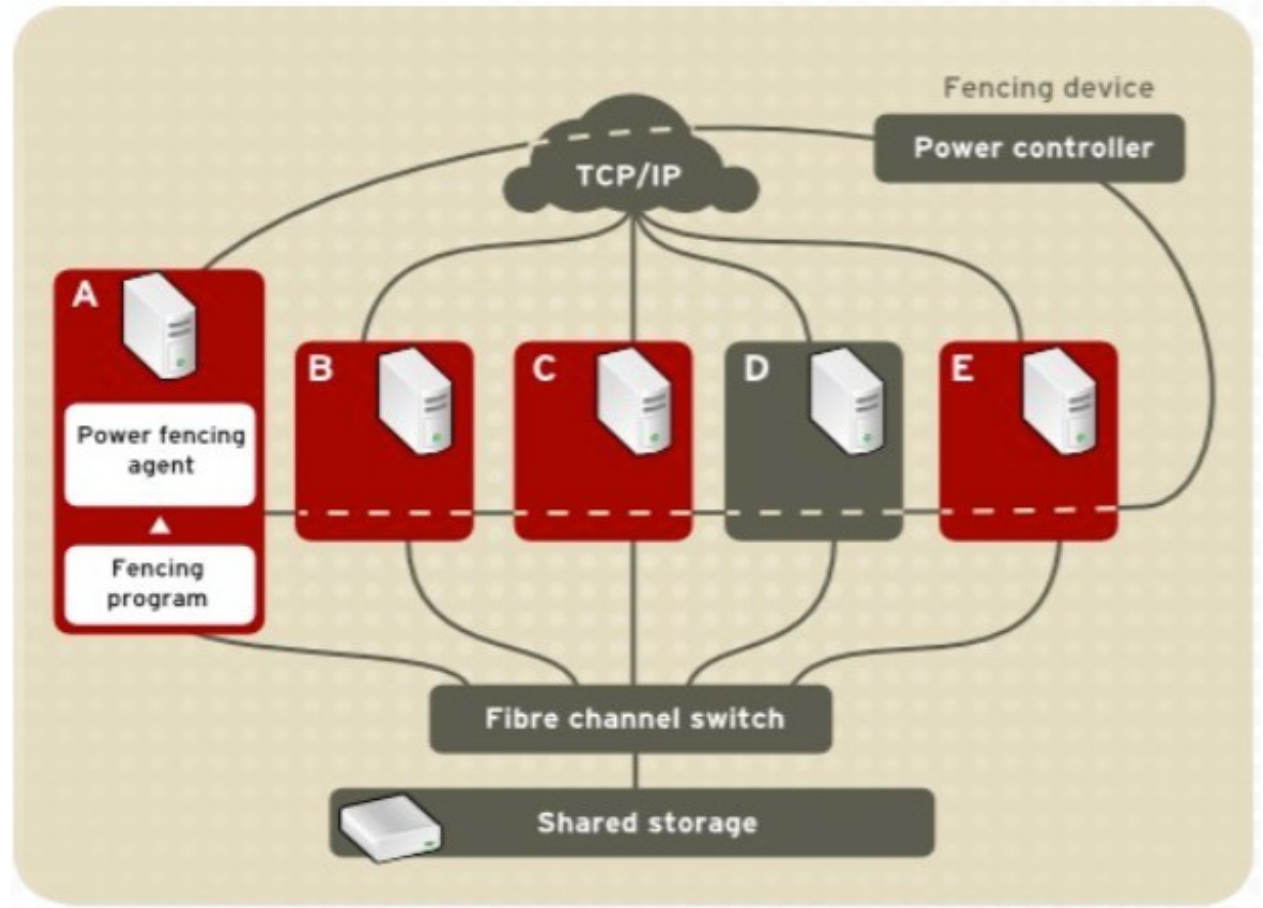 Fencing device
Power controller
TCP/IP
A
Power fencing
agent
Fencing
program
B
C
D
E
Fibre channel switch
Shared storage